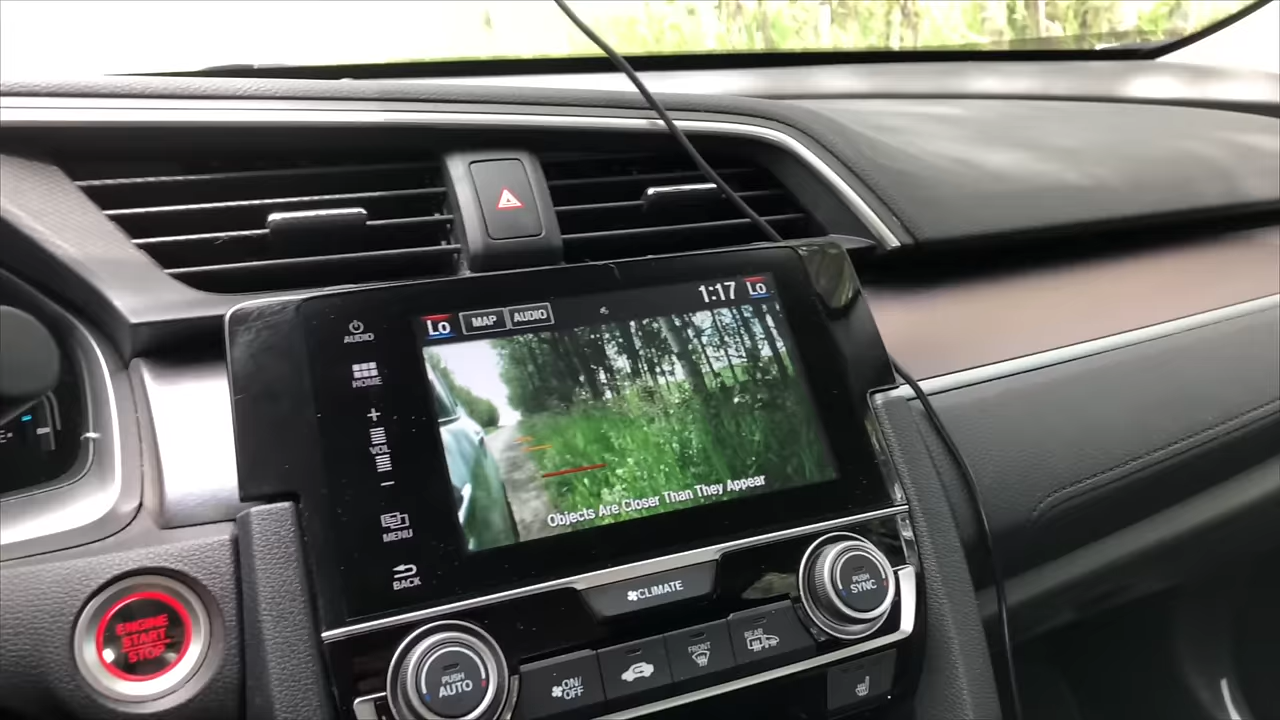 Lo
MAP
AUDIO
1:17
Lo
AUDIO
HOME
+
VOL
-
MENU
BACK
Objects Are Closer Than They Appear
ENGINE
START
STOP
CLIMATE
PUSH
SYNC
PUSH
AUTO
ON/
OFF
FRONT
REAR